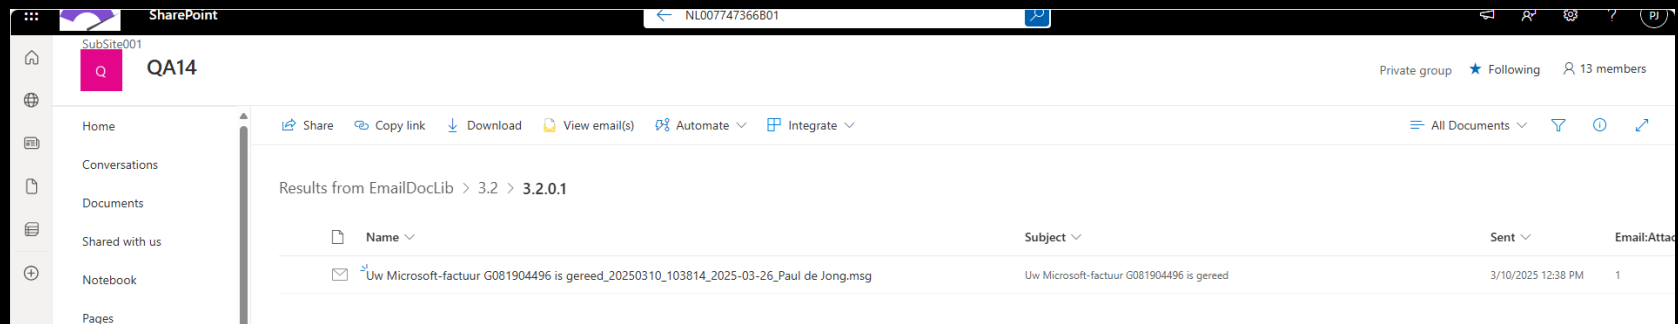 SharePoint
NL007747366B01
?
PJ
SubSite001
Q
QA14
Private group
Following
13 members
Home
Conversations
Documents
Shared with us
Notebook
Pages
Share
Copy link
Download
View email(s)
Automate
Integrate
All Documents
Results from EmailDocLib > 3.2 > 3.2.0.1
Name
Subject
Sent
Email:Attac
Uw Microsoft-factuur G081904496 is gereed_20250310_103814_2025-03-26_Paul de Jong.msg
Uw Microsoft-factuur G081904496 is gereed
3/10/2025 12:38 PM
1